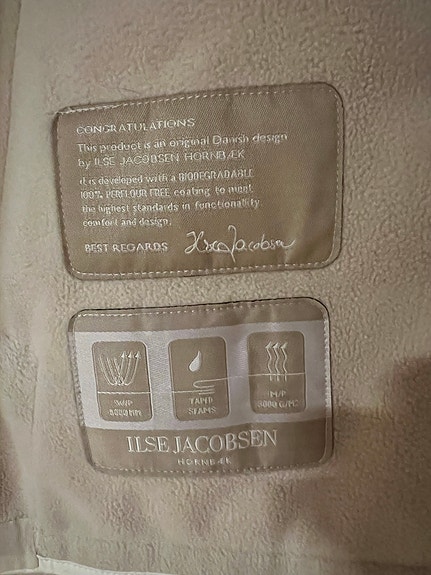 CONGRATULATIONS
This product is an original Danish design
by ILSE JACOBSEN HORNBÆK
it is developed with a BIODEGRADABLE
100% PERFLOUR FREE coating to meet
the highest standards in functionality,
comfort and design.
BEST REGARDS Ilse Jacobsen
W/P
TAPED
SEAMS
M/P
ILSE JACOBSEN
HORNBÆK